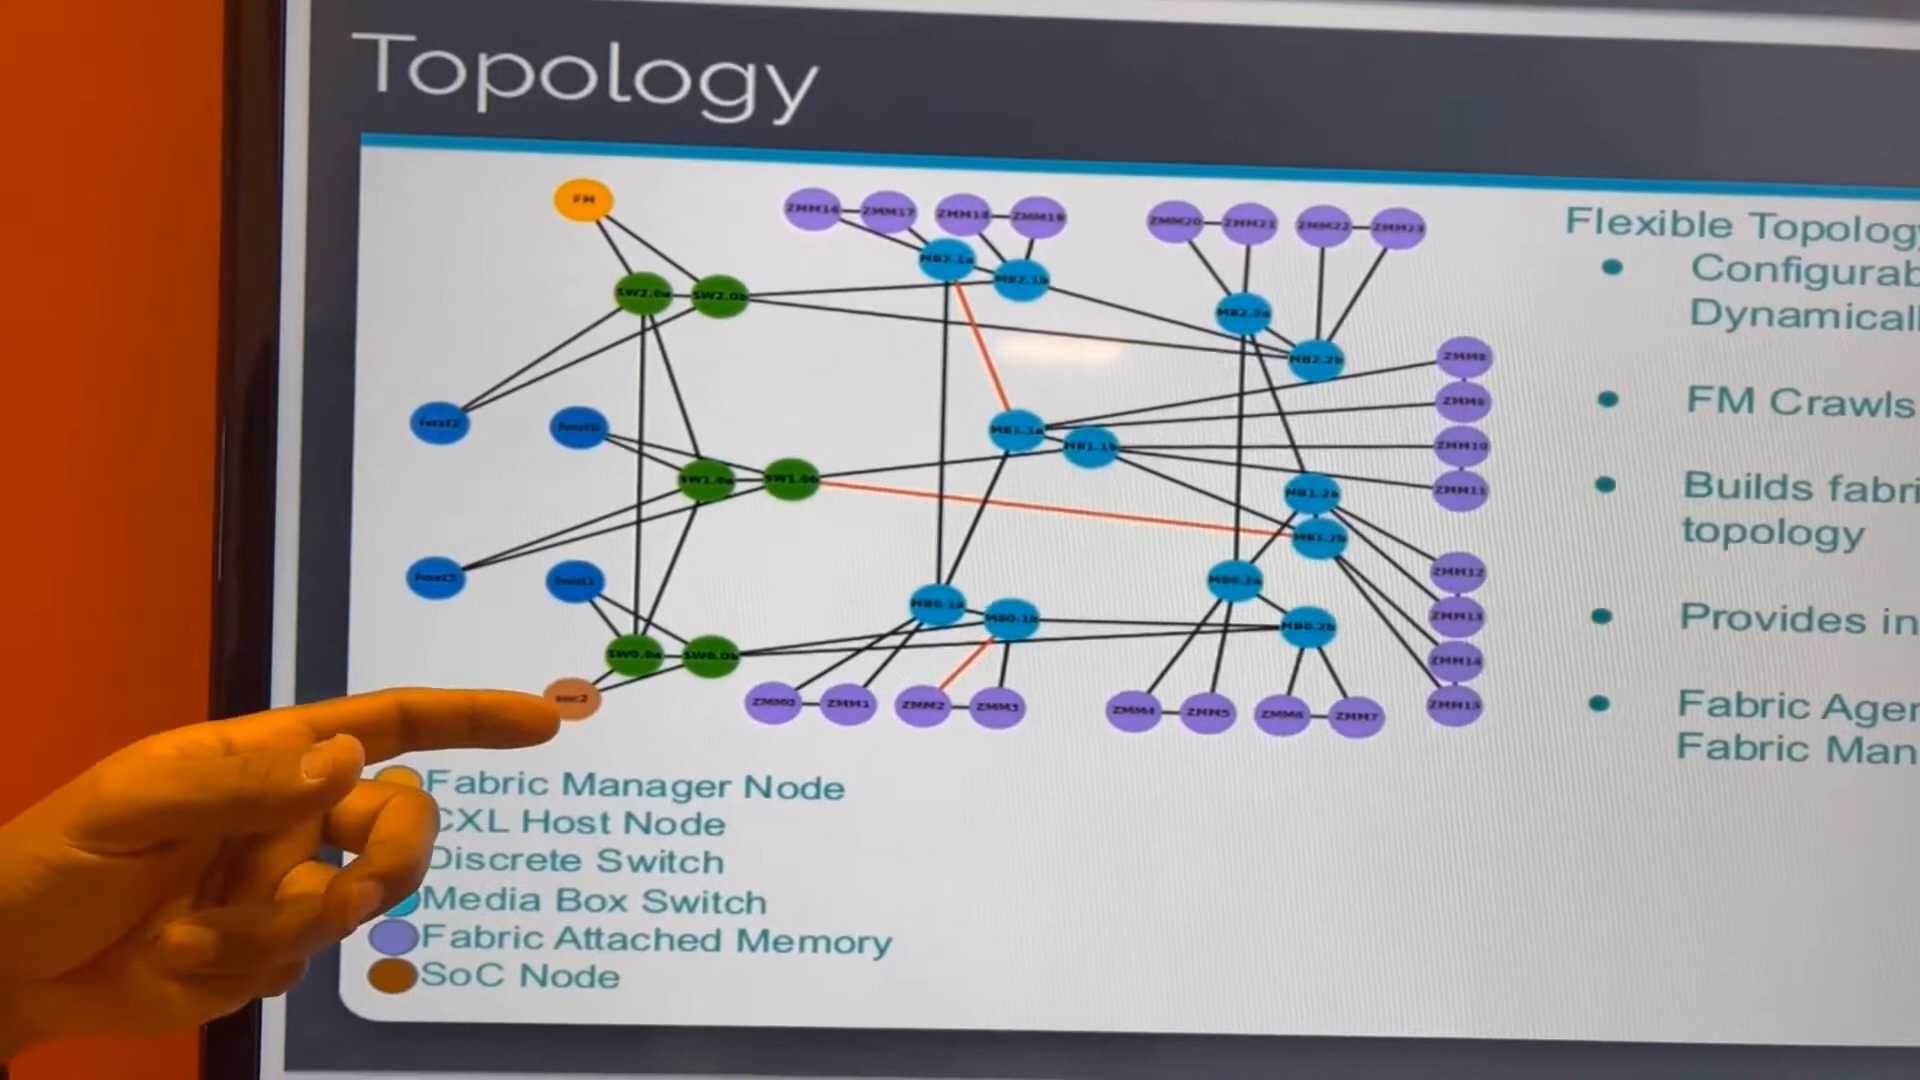 Topology
FM
ZMM16 ZMM17 ZMM18 ZMM19
ZMM20 ZMM21 ZMM22 ZMM23
MB2.1a
MB2.1b
SW2.0a SW2.0b
MB2.2a
MB2.2b
ZMM8
ZMM9
host2 host0
MB1.1a
MB1.1b
ZMM10
SW1.0a SW1.0b
MB1.2a
ZMM11
MB1.2b
host3 host1
MB0.1a
MB0.1b
MB0.2a
MB0.2b
ZMM12
ZMM13
SW0.0a SW0.0b
ZMM14
soc2
ZMM0 ZMM1 ZMM2 ZMM3
ZMM4 ZMM5 ZMM6 ZMM7
ZMM15
Fabric Manager Node
CXL Host Node
Discrete Switch
Media Box Switch
Fabric Attached Memory
SoC Node
Flexible Topology
Configurab
Dynamicall
FM Crawls
Builds fabri
topology
Provides in
Fabric Agen
Fabric Man